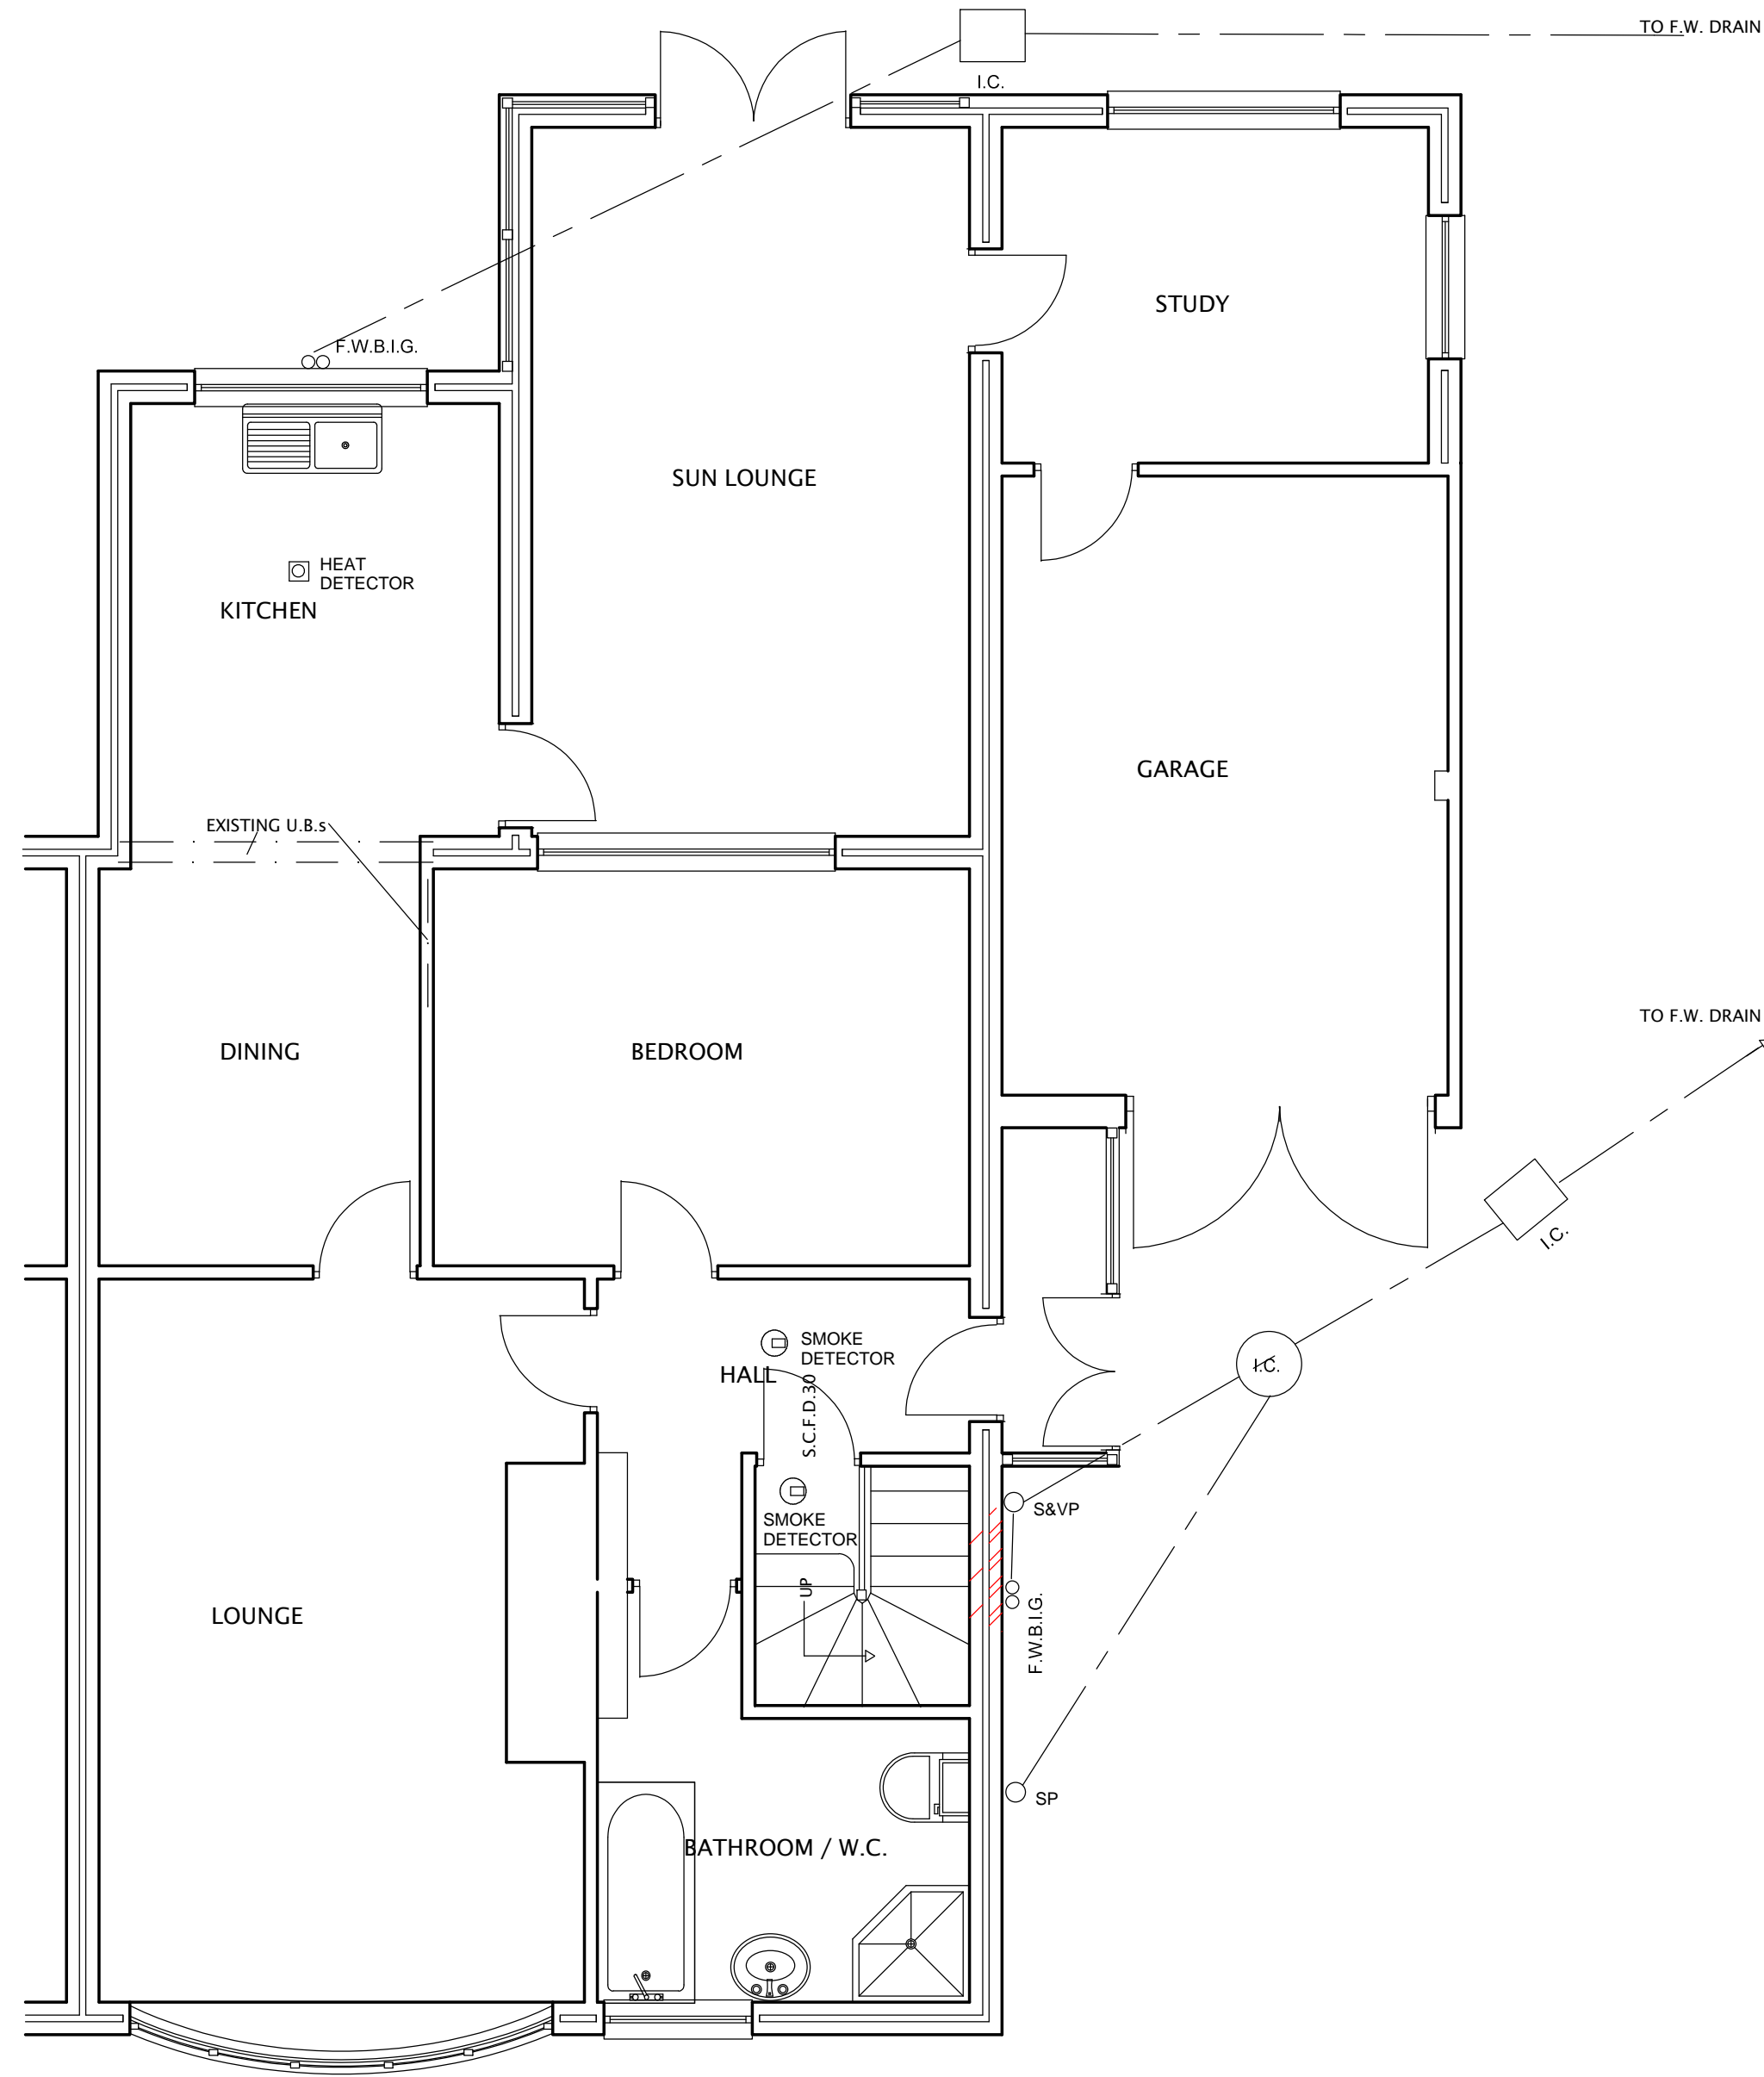 TO F.W. DRAIN
I.C.
STUDY
F.W.B.I.G.
SUN LOUNGE
HEAT
DETECTOR
KITCHEN
GARAGE
EXISTING U.B.s
TO F.W. DRAIN
DINING
BEDROOM
I.C.
SMOKE
DETECTOR
I.C.
HALL
S.C.F.D.30
S&VP
SMOKE
DETECTOR
UP
LOUNGE
F.W.B.I.G.
SP
BATHROOM / W.C.